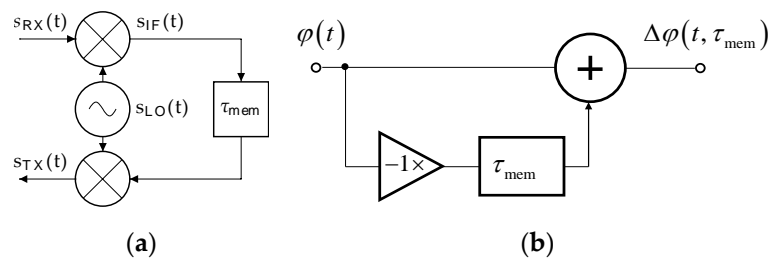 s_RX(t)
s_IF(t)
s_LO(t)
τ_mem
s_TX(t)
(a)
φ(t)
Δφ(t, τ_mem)
+
−1×
τ_mem
(b)